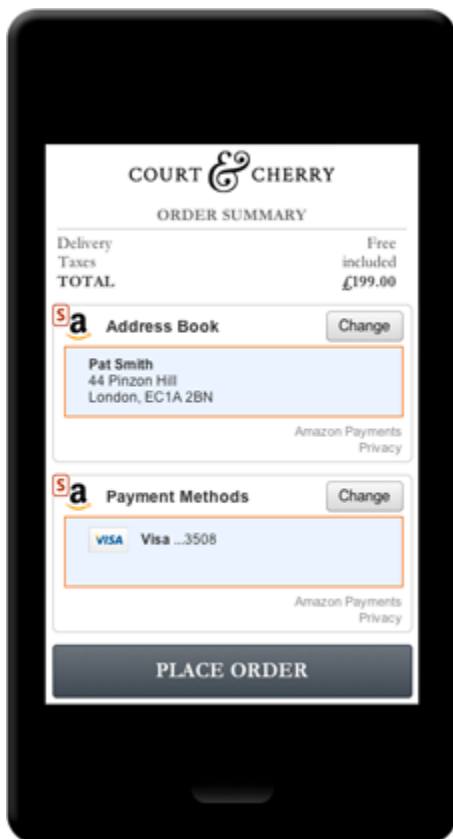 COURT & CHERRY
ORDER SUMMARY
Delivery Free
Taxes included
TOTAL £199.00
S a Address Book Change
Pat Smith
44 Pinzon Hill
London, EC1A 2BN
Amazon Payments
Privacy
S a Payment Methods Change
VISA Visa ...3508
Amazon Payments
Privacy
PLACE ORDER